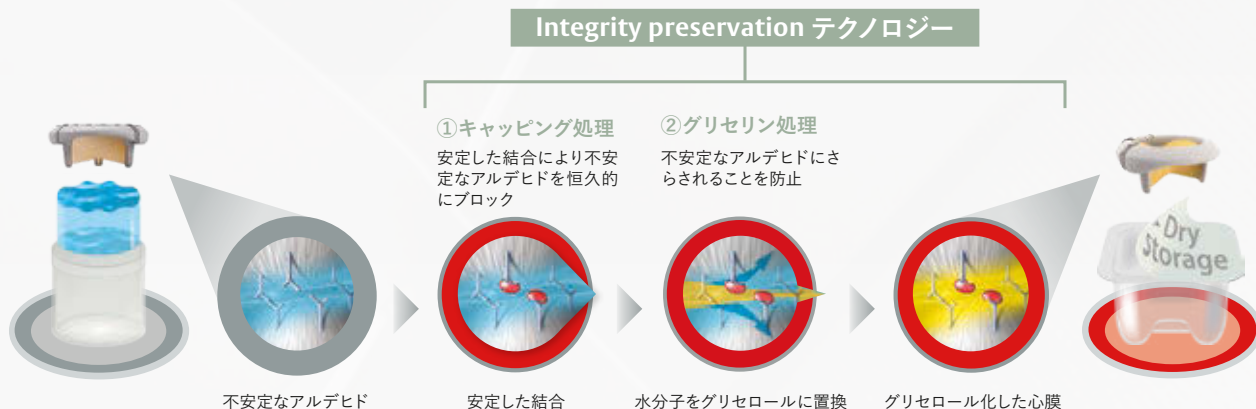 Integrity preservation テクノロジー
①キャッピング処理
安定した結合により不安
定なアルデヒドを恒久的
にブロック
②グリセリン処理
不安定なアルデヒドにさ
らされることを防止
Dry
Storage
不安定なアルデヒド
安定した結合
水分子をグリセロールに置換
グリセロール化した心膜